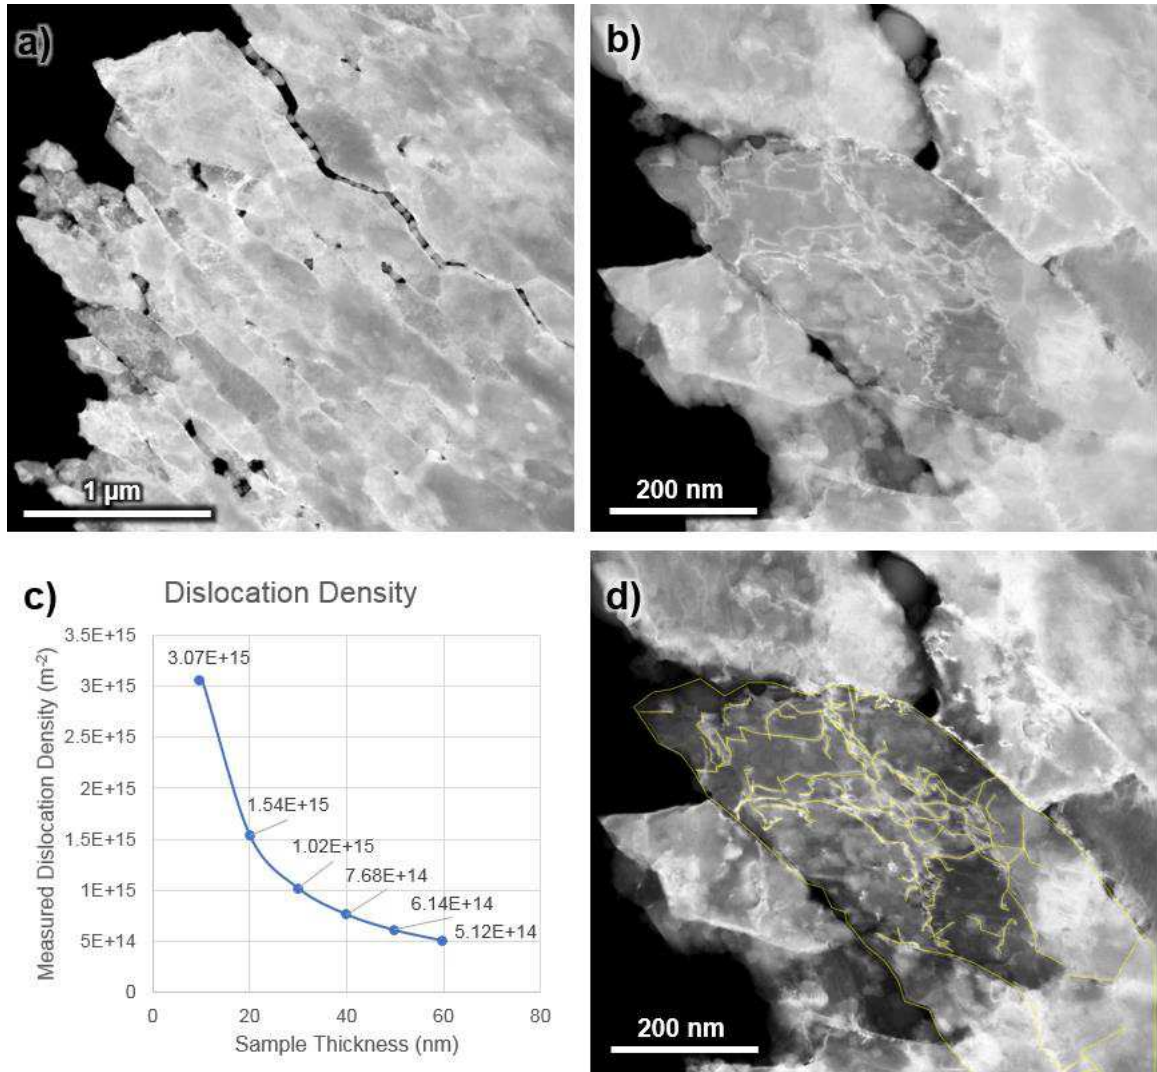 a)
1 µm
b)
200 nm
c)
Dislocation Density
Measured Dislocation Density (m-2)
3.5E+15
3E+15
2.5E+15
2E+15
1.5E+15
1E+15
5E+14
0
3.07E+15
1.54E+15
1.02E+15
7.68E+14
6.14E+14
5.12E+14
0 20 40 60 80
Sample Thickness (nm)
d)
200 nm